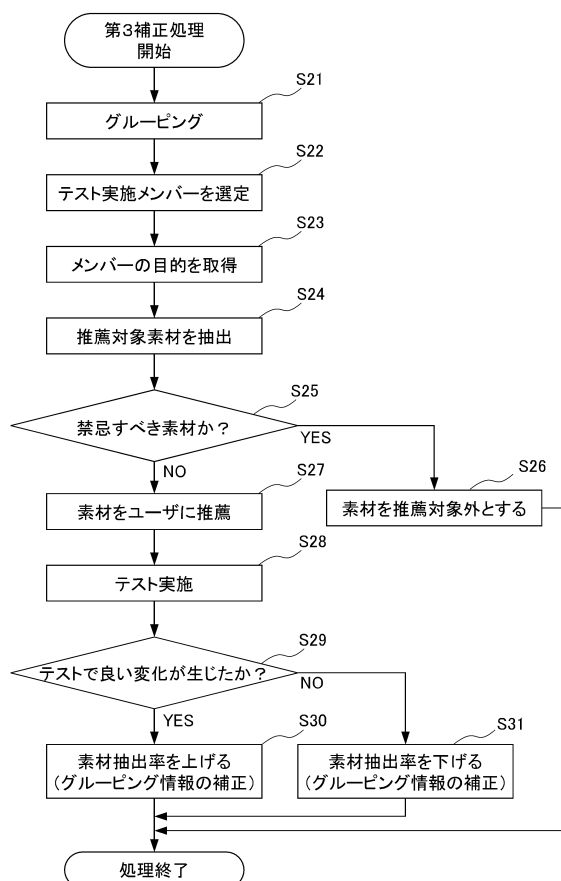 第3補正処理
開始
S21
グルーピング
S22
テスト実施メンバーを選定
S23
メンバーの目的を取得
S24
推薦対象素材を抽出
S25
禁忌すべき素材か？
YES
NO
S26
素材を推薦対象外とする
S27
素材をユーザに推薦
S28
テスト実施
S29
テストで良い変化が生じたか？
NO
YES
S30
素材抽出率を上げる
(グルーピング情報の補正)
S31
素材抽出率を下げる
(グルーピング情報の補正)
処理終了